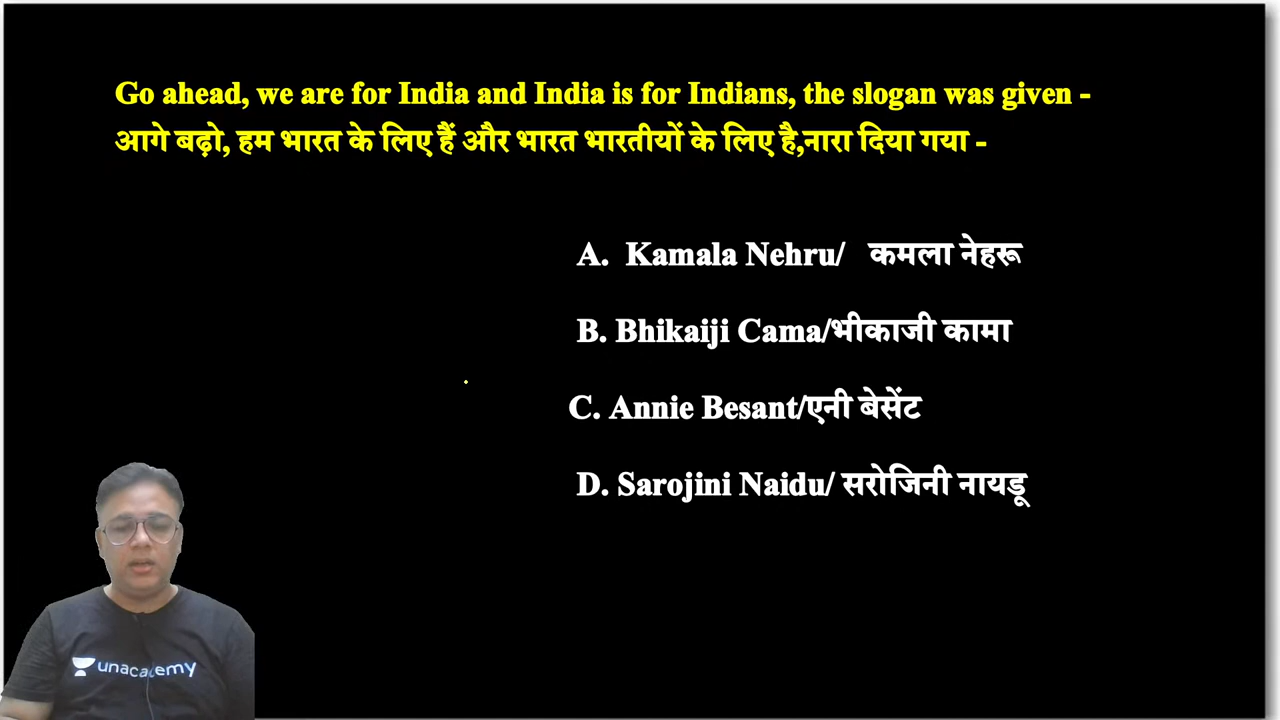 Go ahead, we are for India and India is for Indians, the slogan was given -
आगे बढ़ो, हम भारत के लिए हैं और भारत भारतीयों के लिए है,नारा दिया गया -
A. Kamala Nehru/ कमला नेहरू
B. Bhikaiji Cama/भीकाजी कामा
C. Annie Besant/एनी बेसेंट
D. Sarojini Naidu/ सरोजिनी नायडू
unacademy